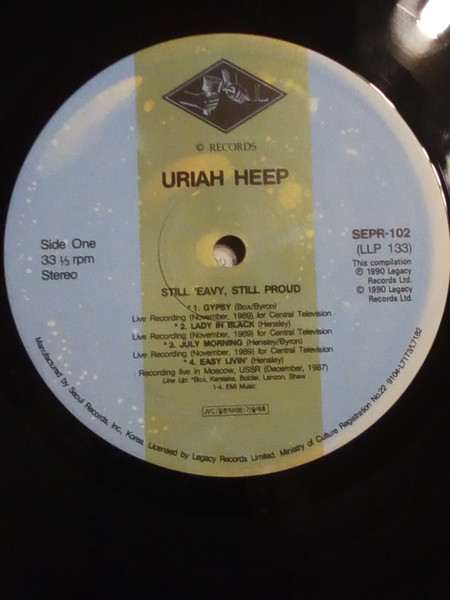 © RECORDS
URIAH HEEP
Side One
33 ⅓ rpm
Stereo
SEPR-102
(LLP 133)
This compilation
℗ 1990 Legacy
Records Ltd.
© 1990 Legacy
Records Ltd.
STILL 'EAVY, STILL PROUD
* 1. GYPSY (Box/Byron)
Live Recording (November, 1989) for Central Television
* 2. LADY IN BLACK (Hensley)
Live Recording (November, 1989) for Central Television
* 3. JULY MORNING (Hensley/Byron)
Live Recording (November, 1989) for Central Television
* 4. EASY LIVIN' (Hensley)
Recording live in Moscow, USSR (December, 1987)
Line Up: *Box, Kerslake, Bolder, Lanzon, Shaw
1-4. EMI Music
Manufactured by Seoul Records, Inc., Korea. Licensed by Legacy Records Limited. Ministry of Culture Registration No.22 9104-L7173/L7182